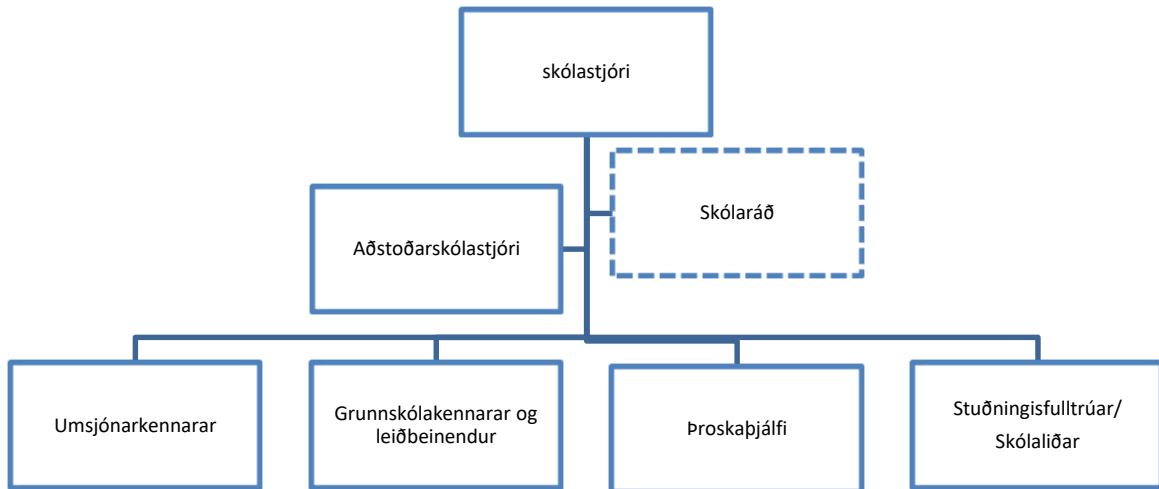 skólastjóri
Skólaráð
Aðstoðarskólastjóri
Umsjónarkennarar
Grunnskólakennarar og
leiðbeinendur
Þroskaþjálfi
Stuðningisfulltrúar/
Skólaliðar